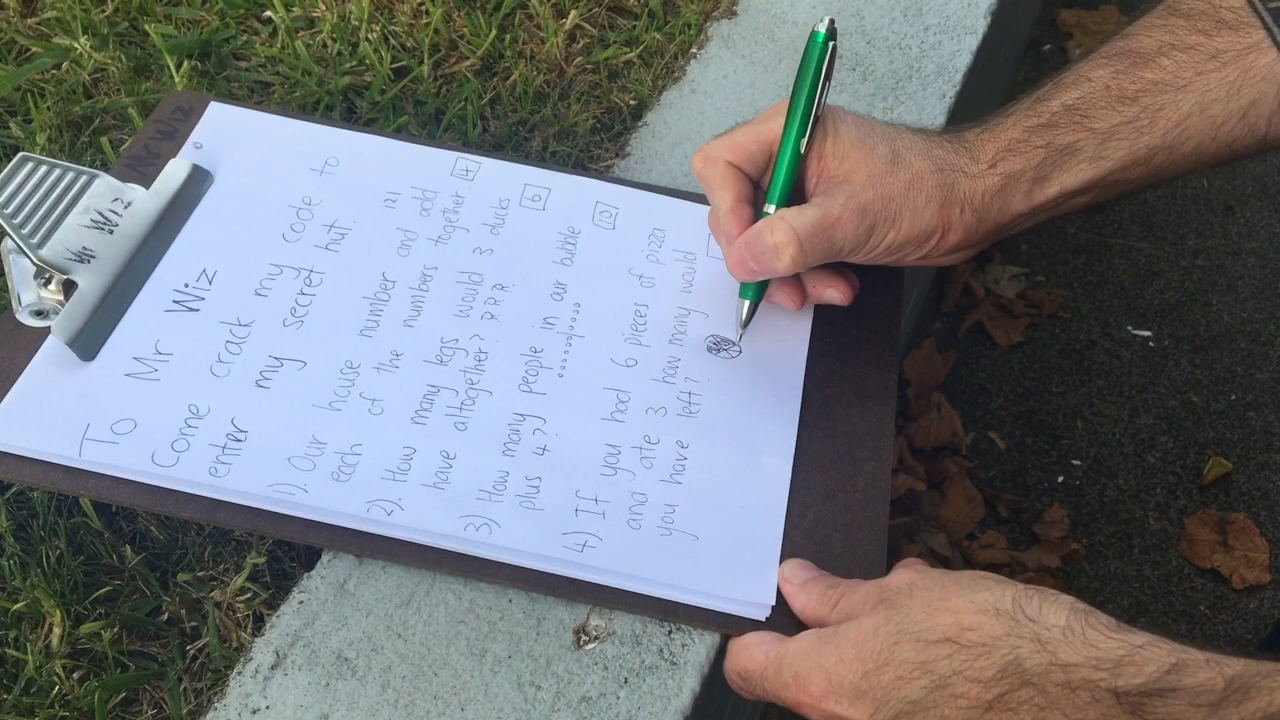 Mr Wiz
Mr Wiz
To Mr Wiz
Come crack my code to
enter my secret hut.
1). Our house number and 121
each of the numbers add
together. 4
2). How many legs would 3 ducks
have altogether? 6
3) How many people in our bubble
plus 4? 10
4). If you had 6 pieces of pizza
and ate 3 how many would
you have left?